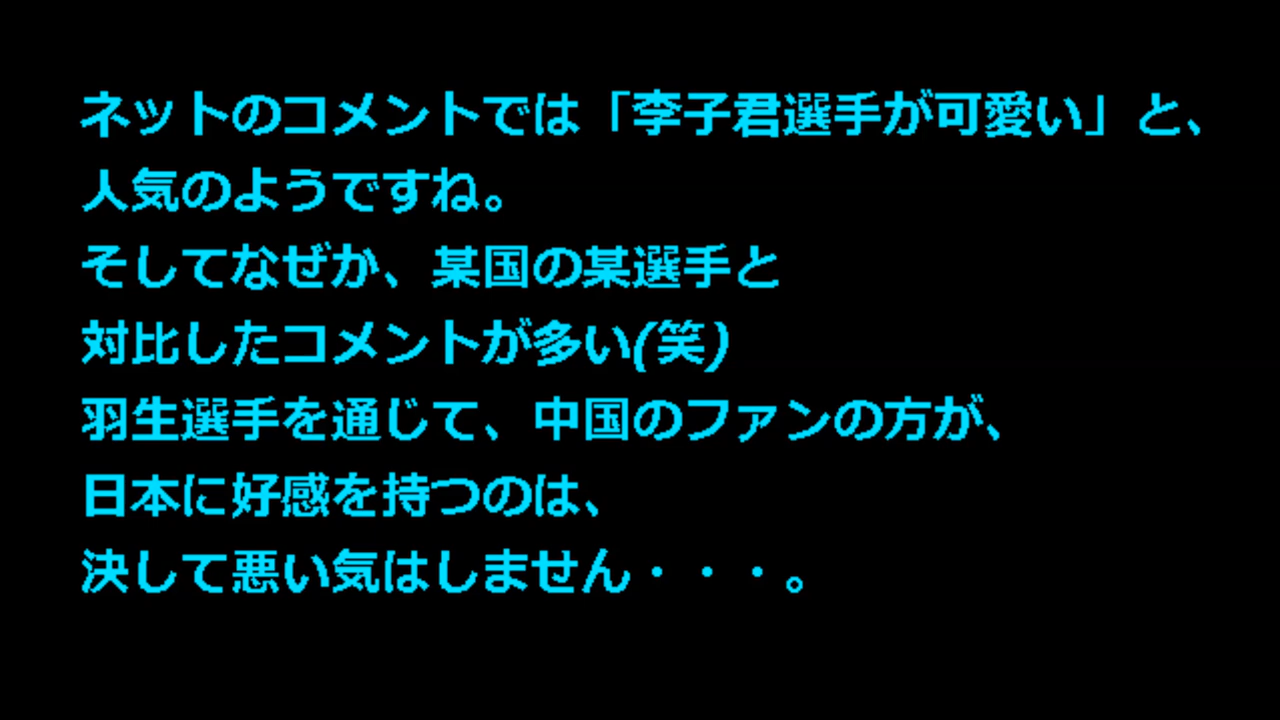 ネットのコメントでは「李子君選手が可愛い」と、
人気のようですね。
そしてなぜか、某国の某選手と
対比したコメントが多い(笑)
羽生選手を通じて、中国のファンの方が、
日本に好感を持つのは、
決して悪い気はしません・・・。